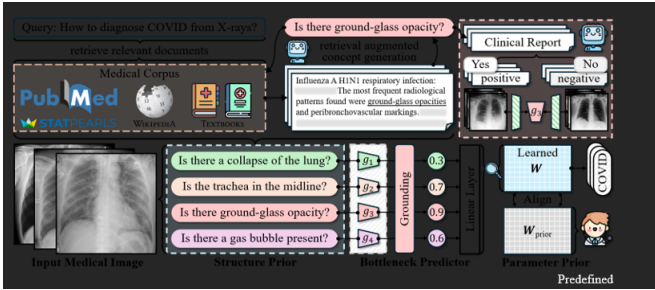 Query: How to diagnose COVID from X-rays?
retrieve relevant documents
Medical Corpus
PubMed
WIKIPEDIA
TEXTBOOKS
STATPEARLS
Is there ground-glass opacity?
retrieval augmented
concept generation
Influenza A H1N1 respiratory infection:
The most frequent radiological
patterns found were ground-glass opacities
and peribronchovascular markings.
Clinical Report
Yes
positive
No
negative
g3
Input Medical Image
Is there a collapse of the lung?
Is the trachea in the midline?
Is there ground-glass opacity?
Is there a gas bubble present?
Structure Prior
g1
g2
g3
g4
Grounding
0.3
0.7
0.9
0.6
Linear Layer
Bottleneck Predictor
Learned
W
Align
W prior
COVID
Parameter Prior
Predefined